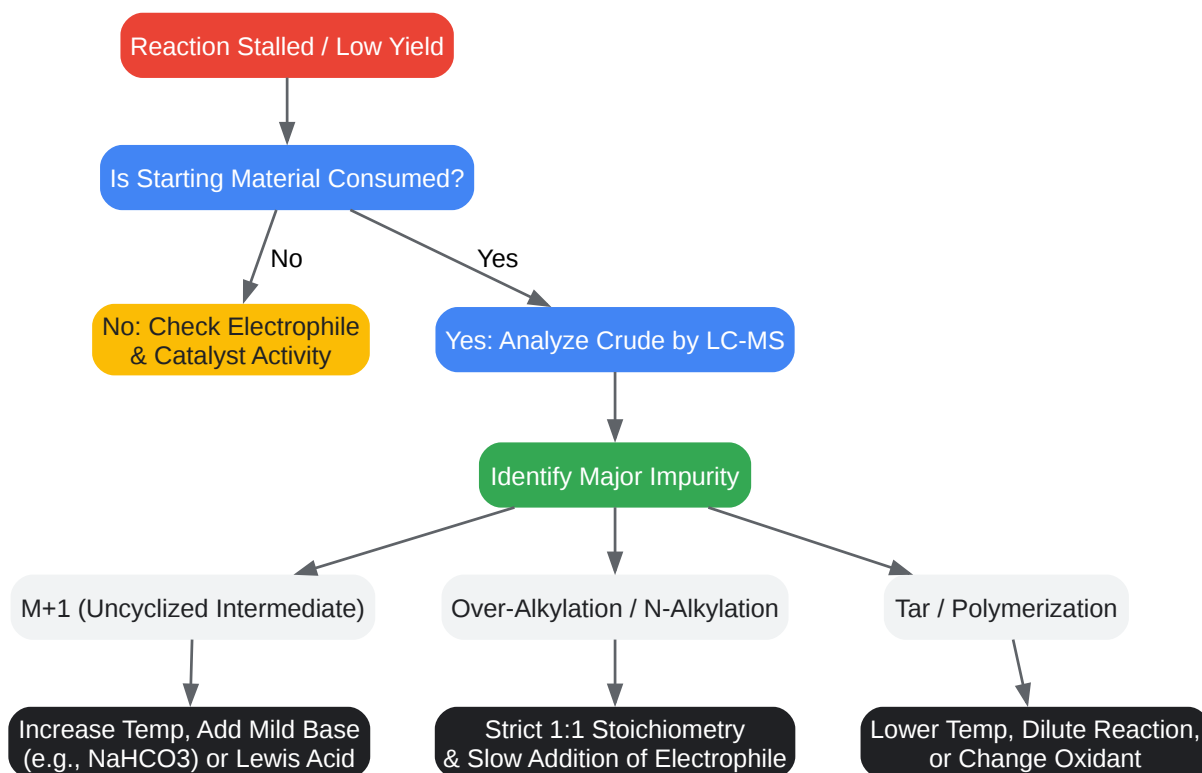 Reaction Stalled / Low Yield
Is Starting Material Consumed?
No
Yes
No: Check Electrophile
& Catalyst Activity
Yes: Analyze Crude by LC-MS
Identify Major Impurity
M+1 (Uncyclized Intermediate)
Over-Alkylation / N-Alkylation
Tar / Polymerization
Increase Temp, Add Mild Base
(e.g., NaHCO3) or Lewis Acid
Strict 1:1 Stoichiometry
& Slow Addition of Electrophile
Lower Temp, Dilute Reaction,
or Change Oxidant